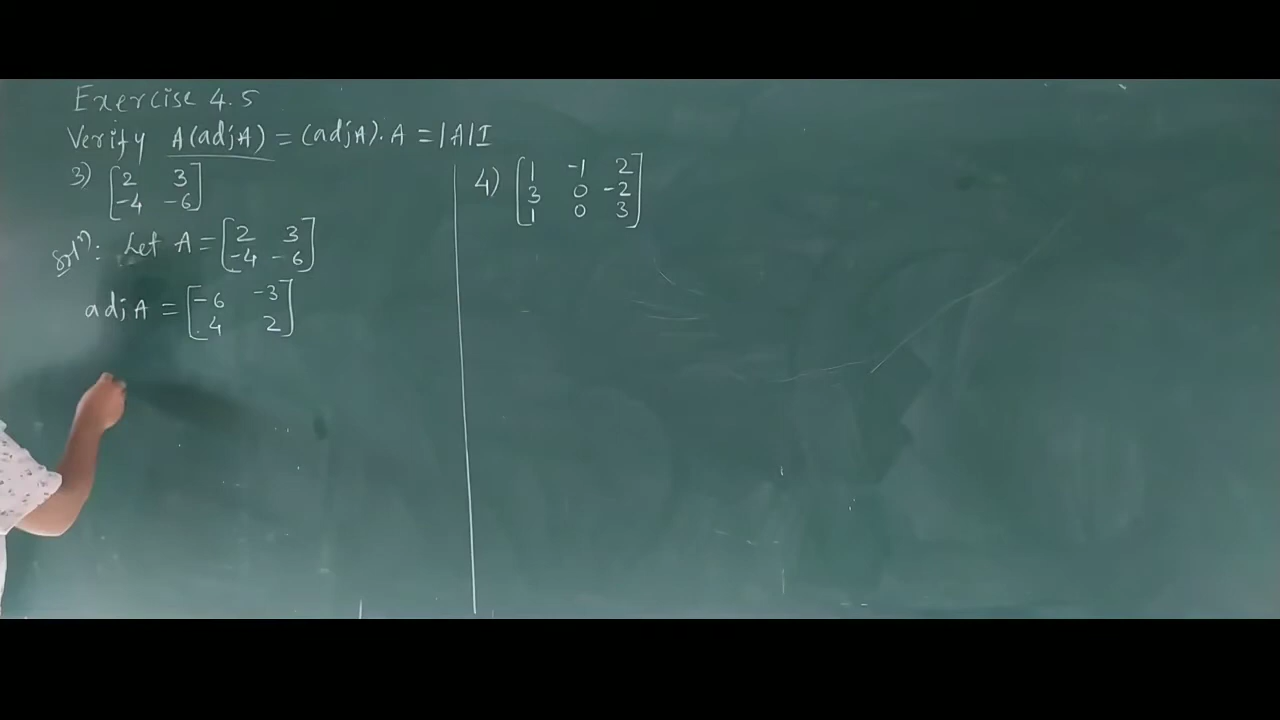 Exercise 4.5
Verify A(adjA) = (adjA).A = |A|I
3) [2 3
-4 -6]
Solⁿ: Let A = [2 3
-4 -6]
adjA = [-6 -3
4 2]
4) [1 -1 2
3 0 -2
1 0 3]